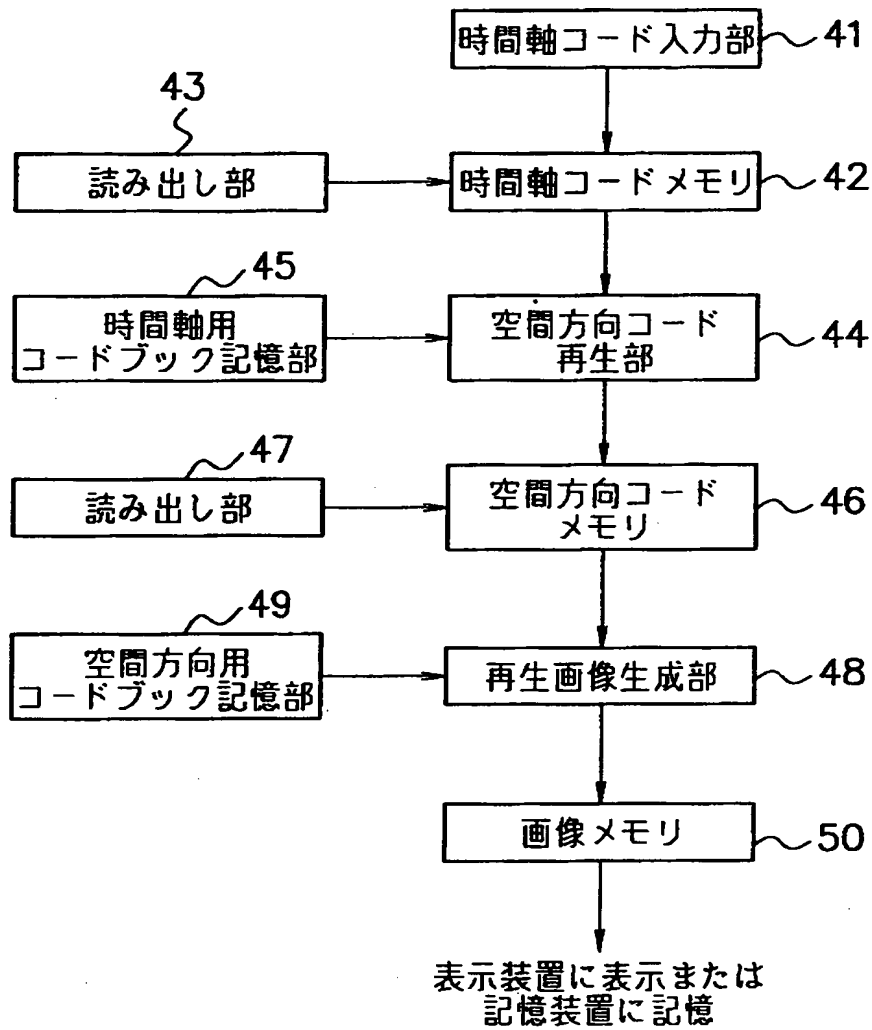 時間軸コード入力部 41
43
読み出し部
時間軸コードメモリ 42
45
時間軸用
コードブック記憶部
空間方向コード
再生部
44
47
読み出し部
空間方向コード
メモリ
46
49
空間方向用
コードブック記憶部
再生画像生成部 48
画像メモリ 50
表示装置に表示または
記憶装置に記憶